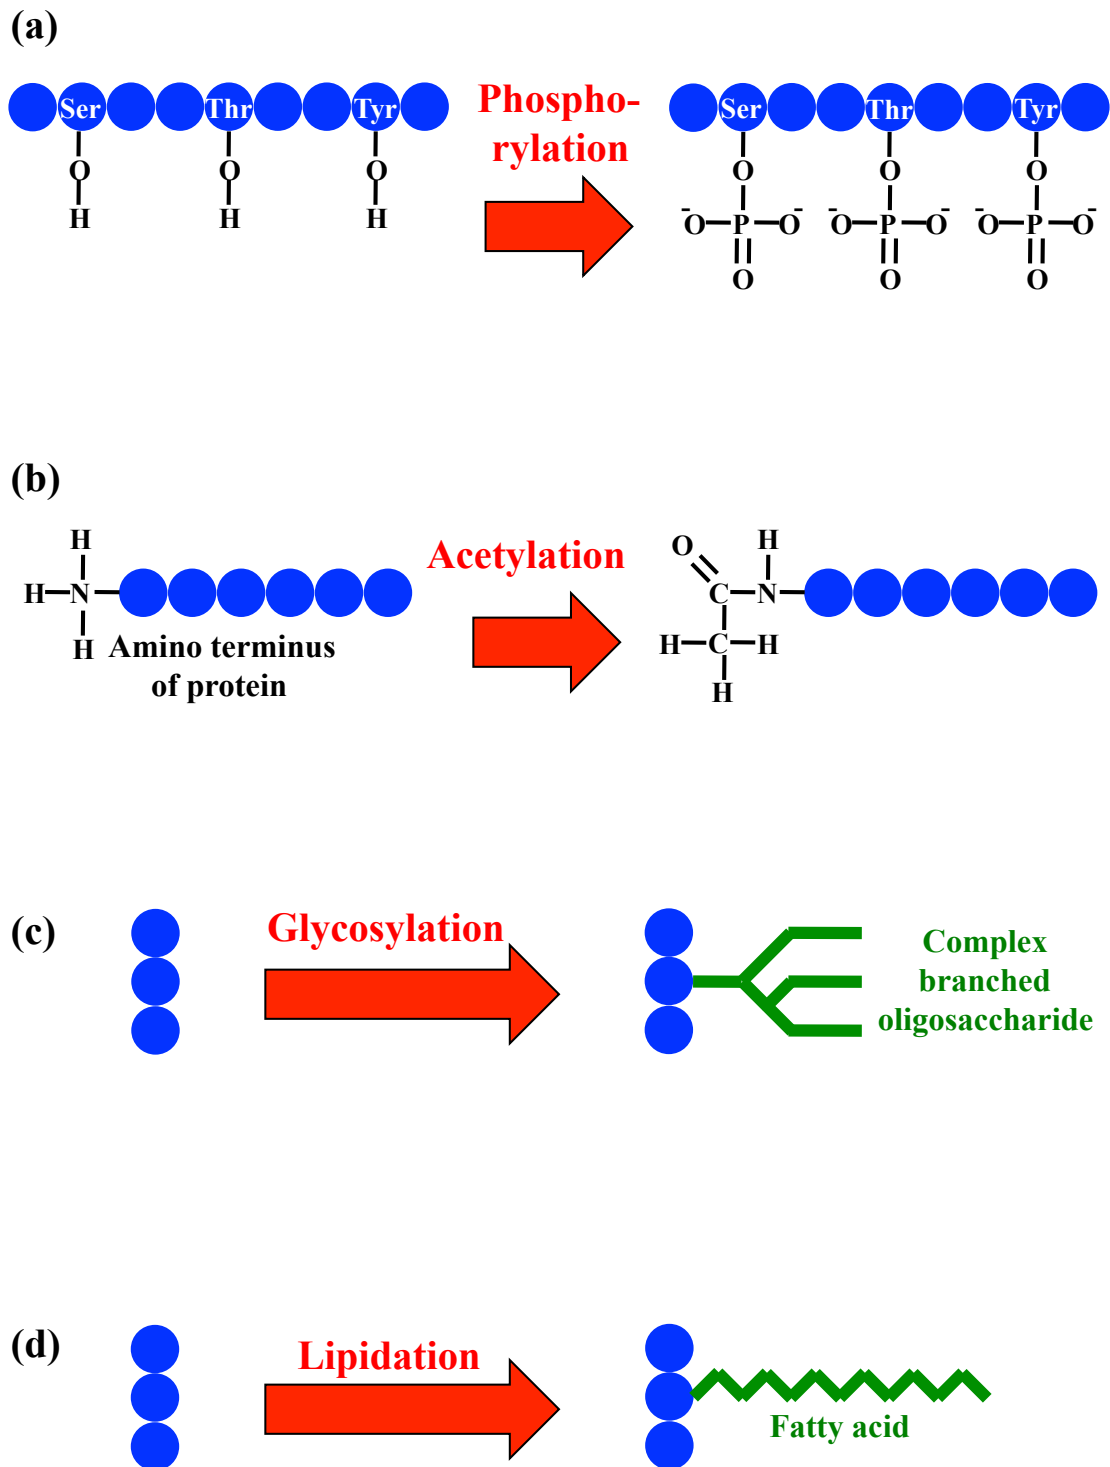 (a)
Ser Thr Tyr
O O O
H H H
Phospho-
rylation
Ser Thr Tyr
O O O
-O P O- -O P O- -O P O-
O O O
(b)
H
H N
H
Amino terminus
of protein
Acetylation
O H
C N
H C H
H
(c)
Glycosylation
Complex
branched
oligosaccharide
(d)
Lipidation
Fatty acid